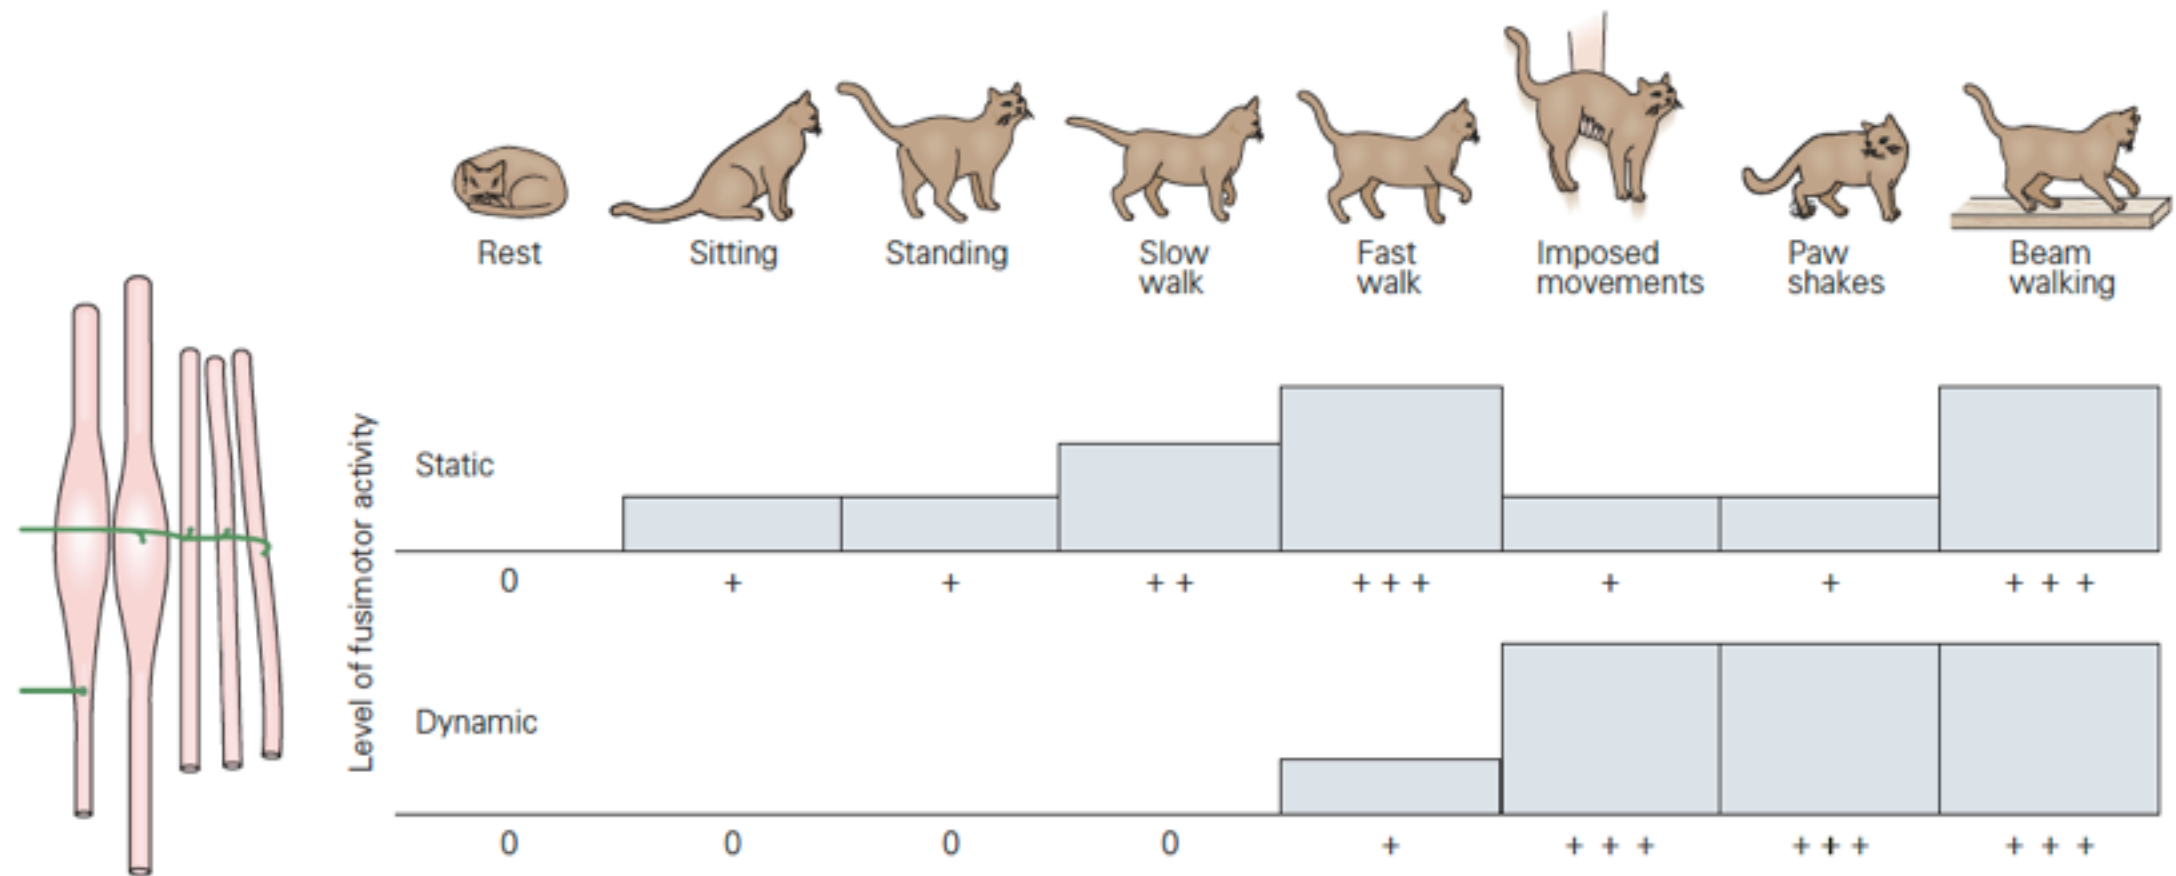 Rest
Sitting
Standing
Slow
walk
Fast
walk
Imposed
movements
Paw
shakes
Beam
walking
Level of fusimotor activity
Static
0 + + ++ +++ + + + + +
Dynamic
0 0 0 0 + + + + +++ + + +